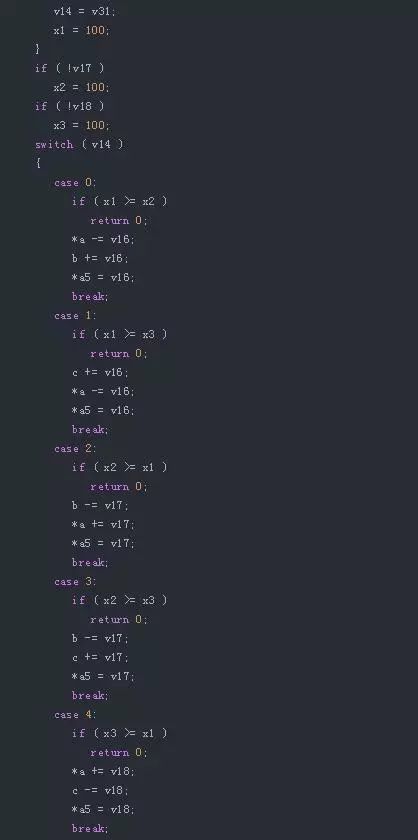 v14 = v31;
x1 = 100;
}
if ( !v17 )
x2 = 100;
if ( !v18 )
x3 = 100;
switch ( v14 )
{
case 0:
if ( x1 >= x2 )
return 0;
*a -= v16;
b += v16;
*a5 = v16;
break;
case 1:
if ( x1 >= x3 )
return 0;
c += v16;
*a -= v16;
*a5 = v16;
break;
case 2:
if ( x2 >= x1 )
return 0;
b -= v17;
*a += v17;
*a5 = v17;
break;
case 3:
if ( x2 >= x3 )
return 0;
b -= v17;
c += v17;
*a5 = v17;
break;
case 4:
if ( x3 >= x1 )
return 0;
*a += v18;
c -= v18;
*a5 = v18;
break;